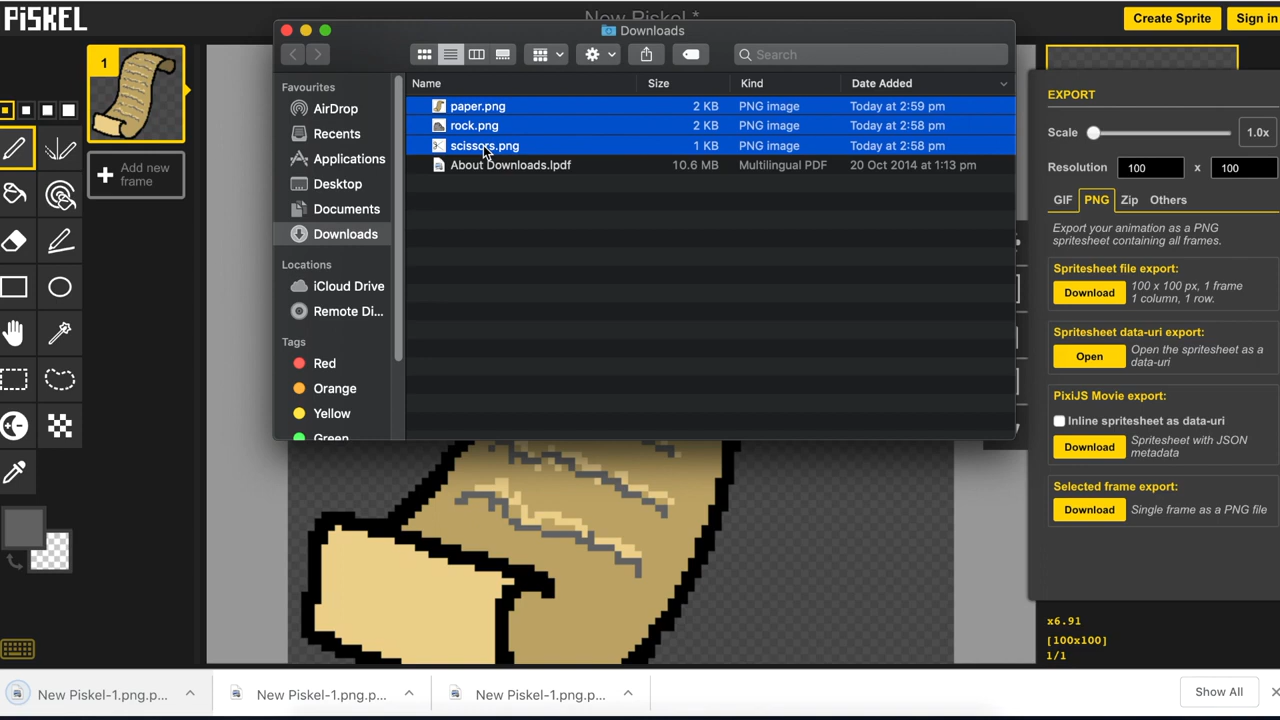 PiSKEL
New Piskel *
Create Sprite
Sign in
Downloads
Search
Favourites
AirDrop
Recents
Applications
Desktop
Documents
Downloads
Locations
iCloud Drive
Remote Di...
Tags
Red
Orange
Yellow
Green
Name Size Kind Date Added
paper.png 2 KB PNG image Today at 2:59 pm
rock.png 2 KB PNG image Today at 2:58 pm
scissors.png 1 KB PNG image Today at 2:58 pm
About Downloads.lpdf 10.6 MB Multilingual PDF 20 Oct 2014 at 1:13 pm
1
Add new
frame
EXPORT
Scale 1.0x
Resolution 100 x 100
GIF PNG Zip Others
Export your animation as a PNG
spritesheet containing all frames.
Spritesheet file export:
Download 100 x 100 px, 1 frame
1 column, 1 row.
Spritesheet data-uri export:
Open Open the spritesheet as a
data-uri
PixiJS Movie export:
Inline spritesheet as data-uri
Download Spritesheet with JSON
metadata
Selected frame export:
Download Single frame as a PNG file
x6.91
[100x100]
1/1
New Piskel-1.png.p...
New Piskel-1.png.p...
New Piskel-1.png.p...
Show All